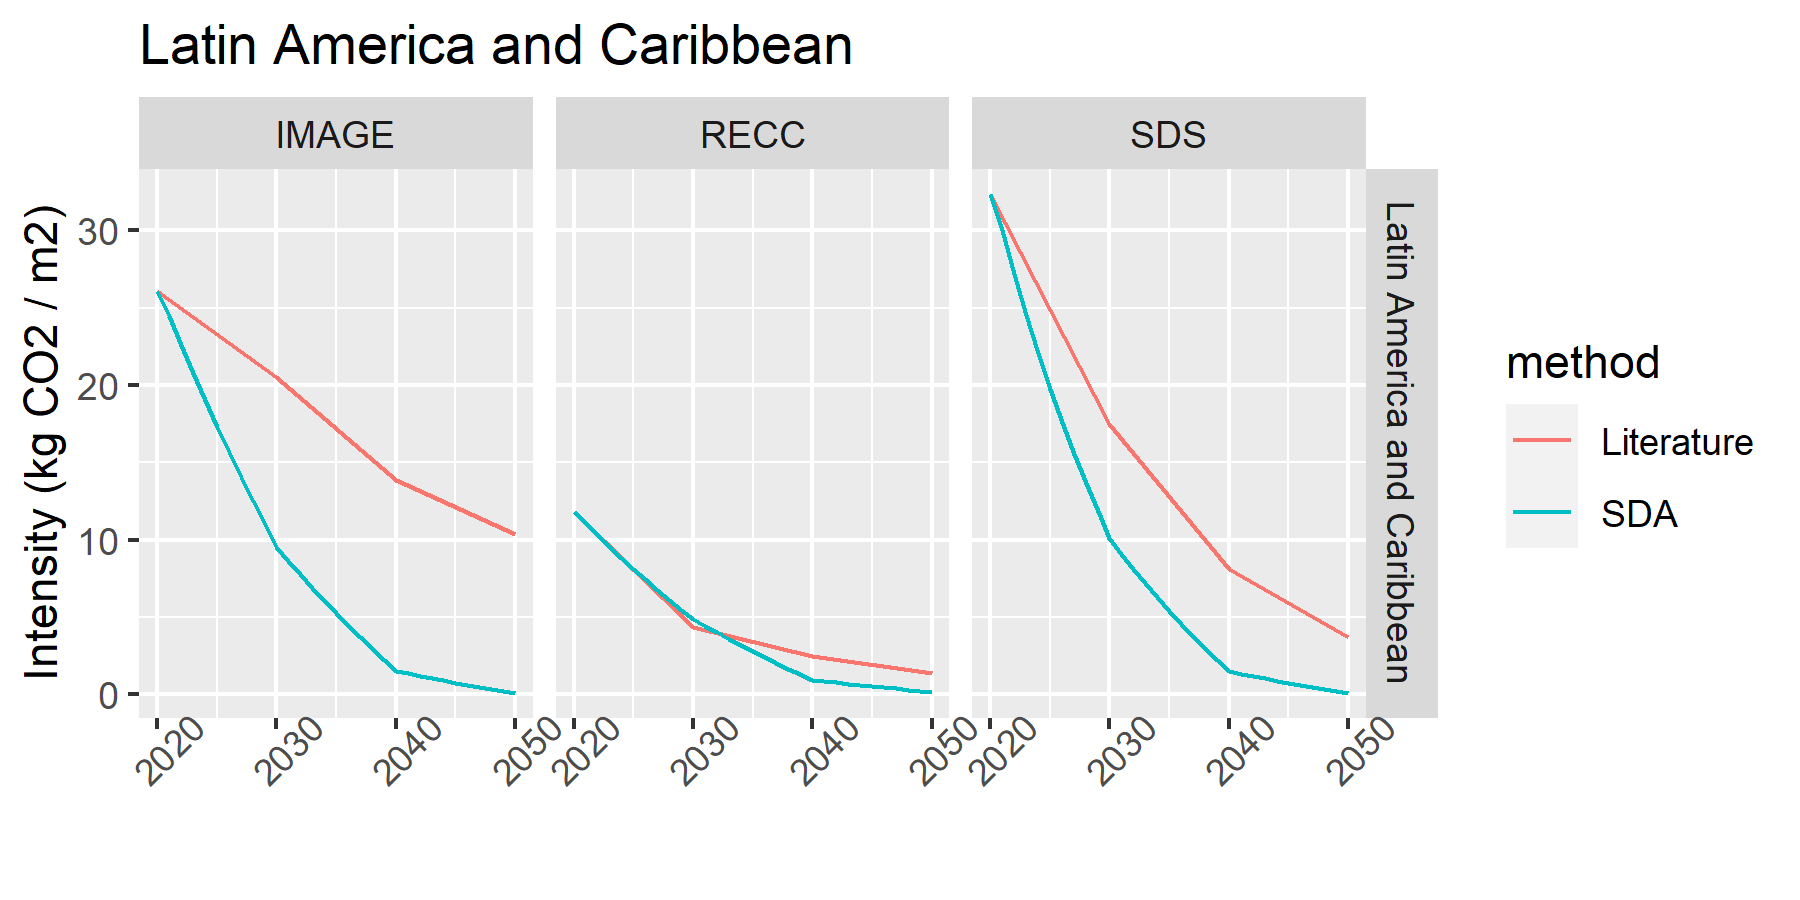 Latin America and Caribbean
IMAGE
RECC
SDS
Intensity (kg CO2 / m2)
30
20
10
0
2020
2030
2040
2050
2020
2030
2040
2050
2020
2030
2040
2050
Latin America and Caribbean
method
Literature
SDA